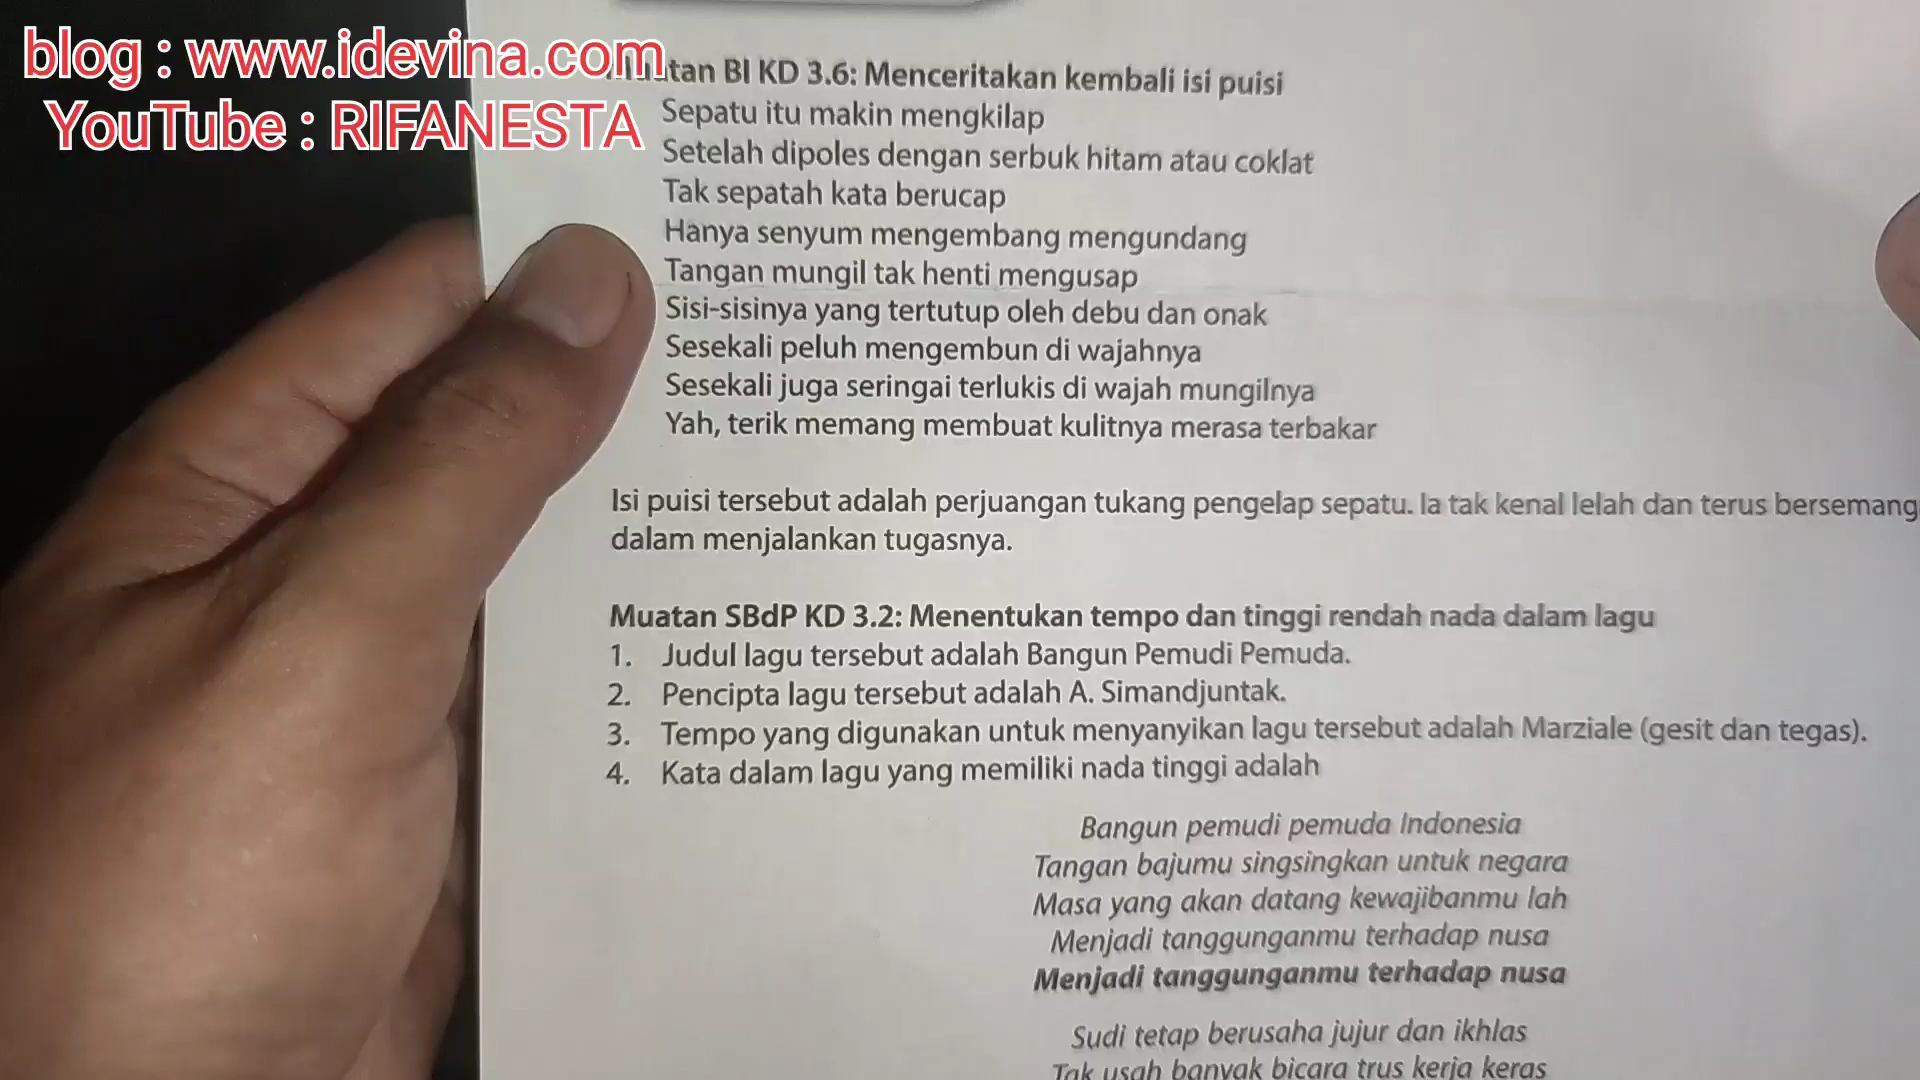 blog : www.idevina.com
YouTube : RIFANESTA
Muatan BI KD 3.6: Menceritakan kembali isi puisi
Sepatu itu makin mengkilap
Setelah dipoles dengan serbuk hitam atau coklat
Tak sepatah kata berucap
Hanya senyum mengembang mengundang
Tangan mungil tak henti mengusap
Sisi-sisinya yang tertutup oleh debu dan onak
Sesekali peluh mengembun di wajahnya
Sesekali juga seringai terlukis di wajah mungilnya
Yah, terik memang membuat kulitnya merasa terbakar
Isi puisi tersebut adalah perjuangan tukang pengelap sepatu. Ia tak kenal lelah dan terus bersemang
dalam menjalankan tugasnya.
Muatan SBdP KD 3.2: Menentukan tempo dan tinggi rendah nada dalam lagu
1. Judul lagu tersebut adalah Bangun Pemudi Pemuda.
2. Pencipta lagu tersebut adalah A. Simandjuntak.
3. Tempo yang digunakan untuk menyanyikan lagu tersebut adalah Marziale (gesit dan tegas).
4. Kata dalam lagu yang memiliki nada tinggi adalah
Bangun pemudi pemuda Indonesia
Tangan bajumu singsingkan untuk negara
Masa yang akan datang kewajibanmu lah
Menjadi tanggunganmu terhadap nusa
Menjadi tanggunganmu terhadap nusa
Sudi tetap berusaha jujur dan ikhlas
Tak usah banyak bicara trus kerja keras